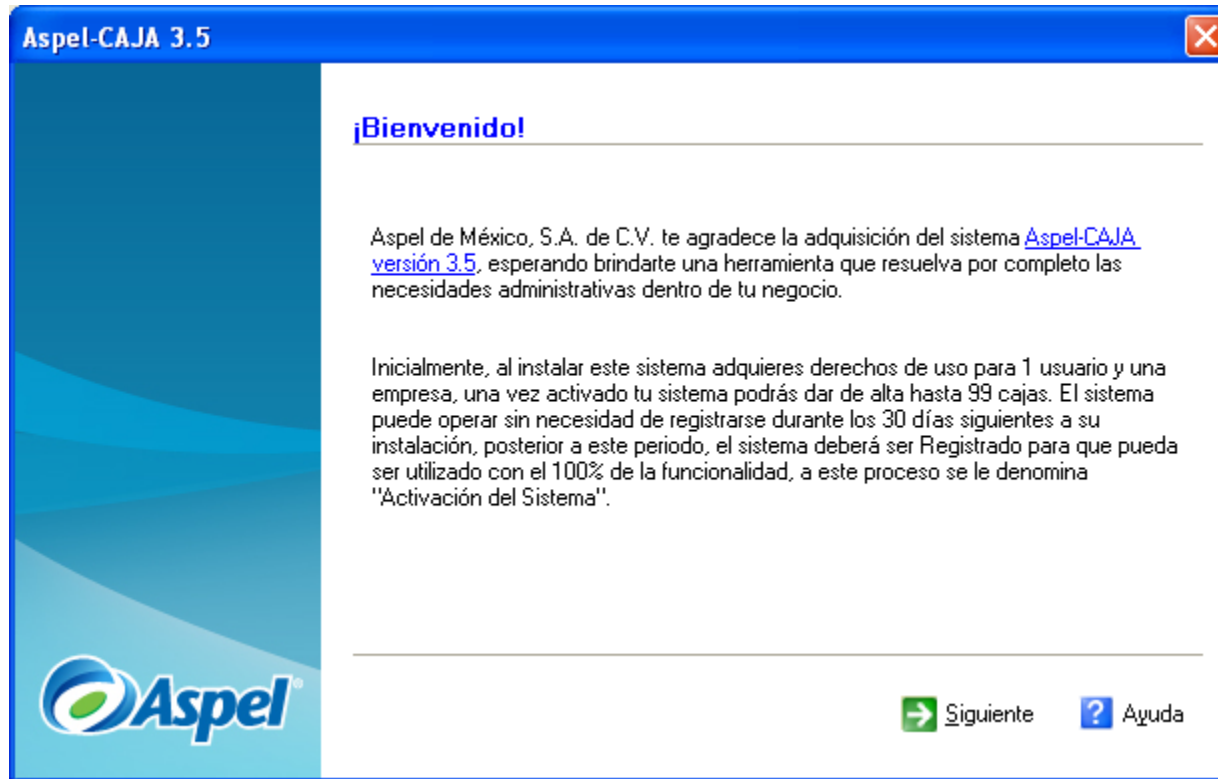 Aspel-CAJA 3.5
¡Bienvenido!
Aspel de México, S.A. de C.V. te agradece la adquisición del sistema Aspel-CAJA
versión 3.5, esperando brindarte una herramienta que resuelva por completo las
necesidades administrativas dentro de tu negocio.
Inicialmente, al instalar este sistema adquieres derechos de uso para 1 usuario y una
empresa, una vez activado tu sistema podrás dar de alta hasta 99 cajas. El sistema
puede operar sin necesidad de registrarse durante los 30 días siguientes a su
instalación, posterior a este periodo, el sistema deberá ser Registrado para que pueda
ser utilizado con el 100% de la funcionalidad, a este proceso se le denomina
"Activación del Sistema".
Aspel®
Siguiente
? Ayuda